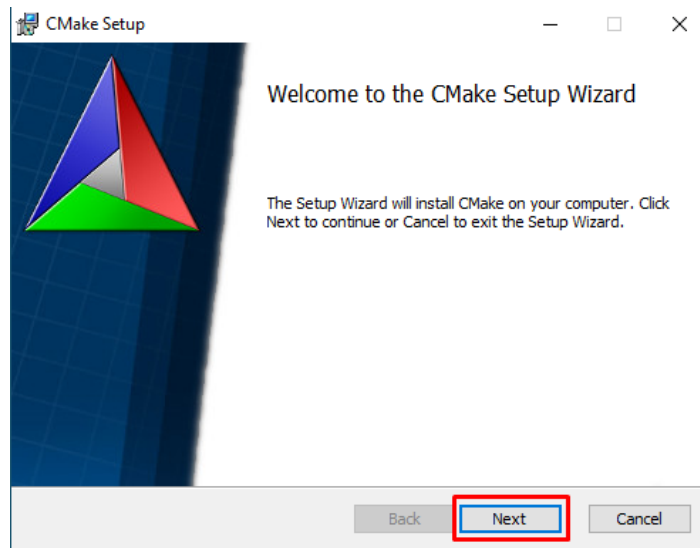 CMake Setup
Welcome to the CMake Setup Wizard
The Setup Wizard will install CMake on your computer. Click
Next to continue or Cancel to exit the Setup Wizard.
Back Next Cancel